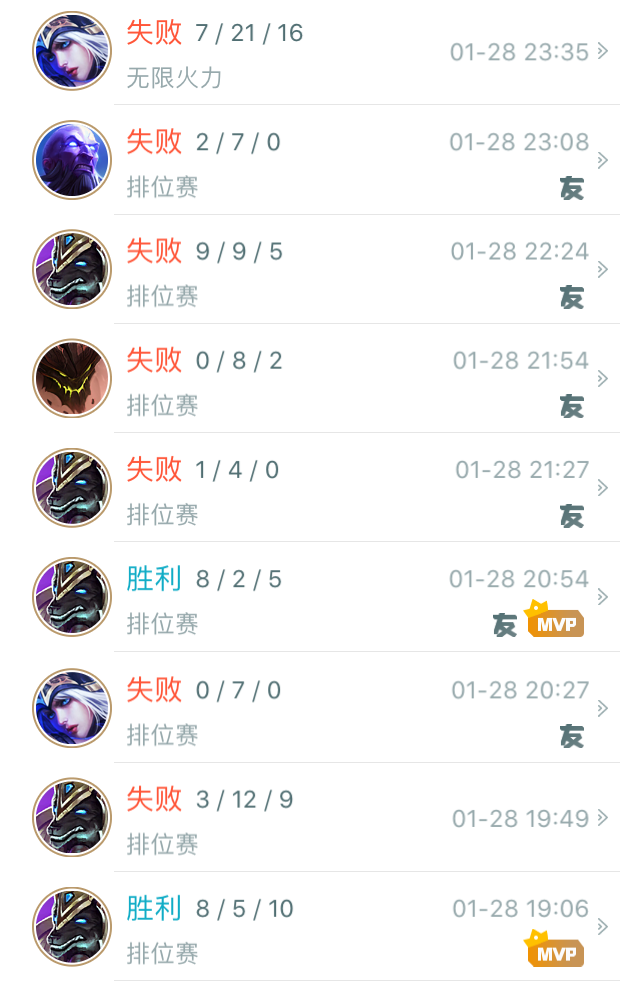 失败 7 / 21 / 16
01-28 23:35
无限火力
失败 2 / 7 / 0
01-28 23:08
排位赛
友
失败 9 / 9 / 5
01-28 22:24
排位赛
友
失败 0 / 8 / 2
01-28 21:54
排位赛
友
失败 1 / 4 / 0
01-28 21:27
排位赛
友
胜利 8 / 2 / 5
01-28 20:54
排位赛
友 MVP
失败 0 / 7 / 0
01-28 20:27
排位赛
友
失败 3 / 12 / 9
01-28 19:49
排位赛
胜利 8 / 5 / 10
01-28 19:06
排位赛
MVP